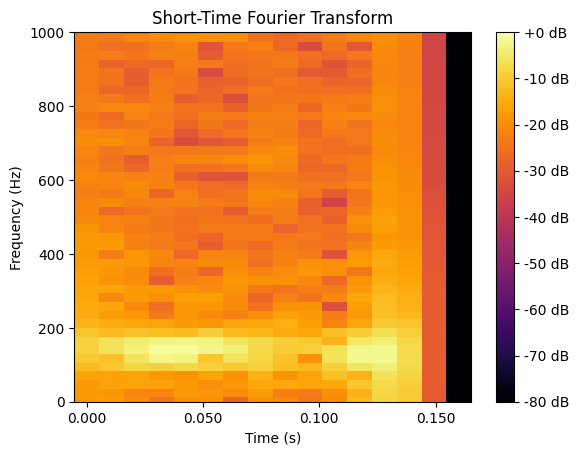 Short-Time Fourier Transform
Frequency (Hz)
1000
800
600
400
200
0
0.000 0.050 0.100 0.150
Time (s)
+0 dB
-10 dB
-20 dB
-30 dB
-40 dB
-50 dB
-60 dB
-70 dB
-80 dB